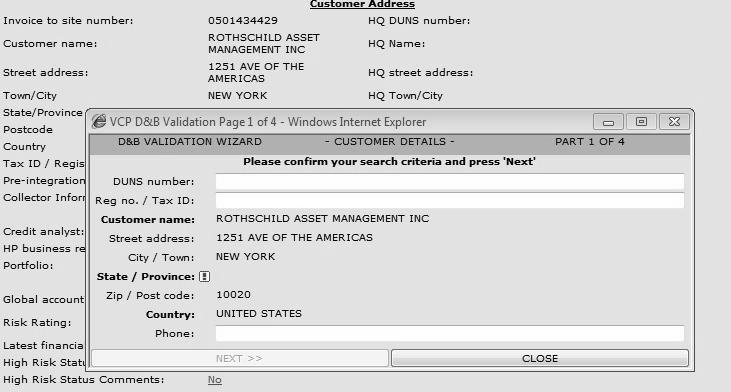 Customer Address
Invoice to site number: 0501434429 HQ DUNS number:
Customer name: ROTHSCHILD ASSET MANAGEMENT INC HQ Name:
Street address: 1251 AVE OF THE AMERICAS HQ street address:
Town/City NEW YORK HQ Town/City
State/Province
Postcode
Country
Tax ID / Regis
Pre-integration
Collector Inforr
Credit analyst:
HP business re
Portfolio:
Global account
Risk Rating:
Latest financia
High Risk Statu
High Risk Status Comments: No
VCP D&B Validation Page 1 of 4 - Windows Internet Explorer
D&B VALIDATION WIZARD - CUSTOMER DETAILS - PART 1 OF 4
Please confirm your search criteria and press 'Next'
DUNS number:
Reg no. / Tax ID:
Customer name: ROTHSCHILD ASSET MANAGEMENT INC
Street address: 1251 AVE OF THE AMERICAS
City / Town: NEW YORK
State / Province: !
Zip / Post code: 10020
Country: UNITED STATES
Phone:
NEXT >> CLOSE